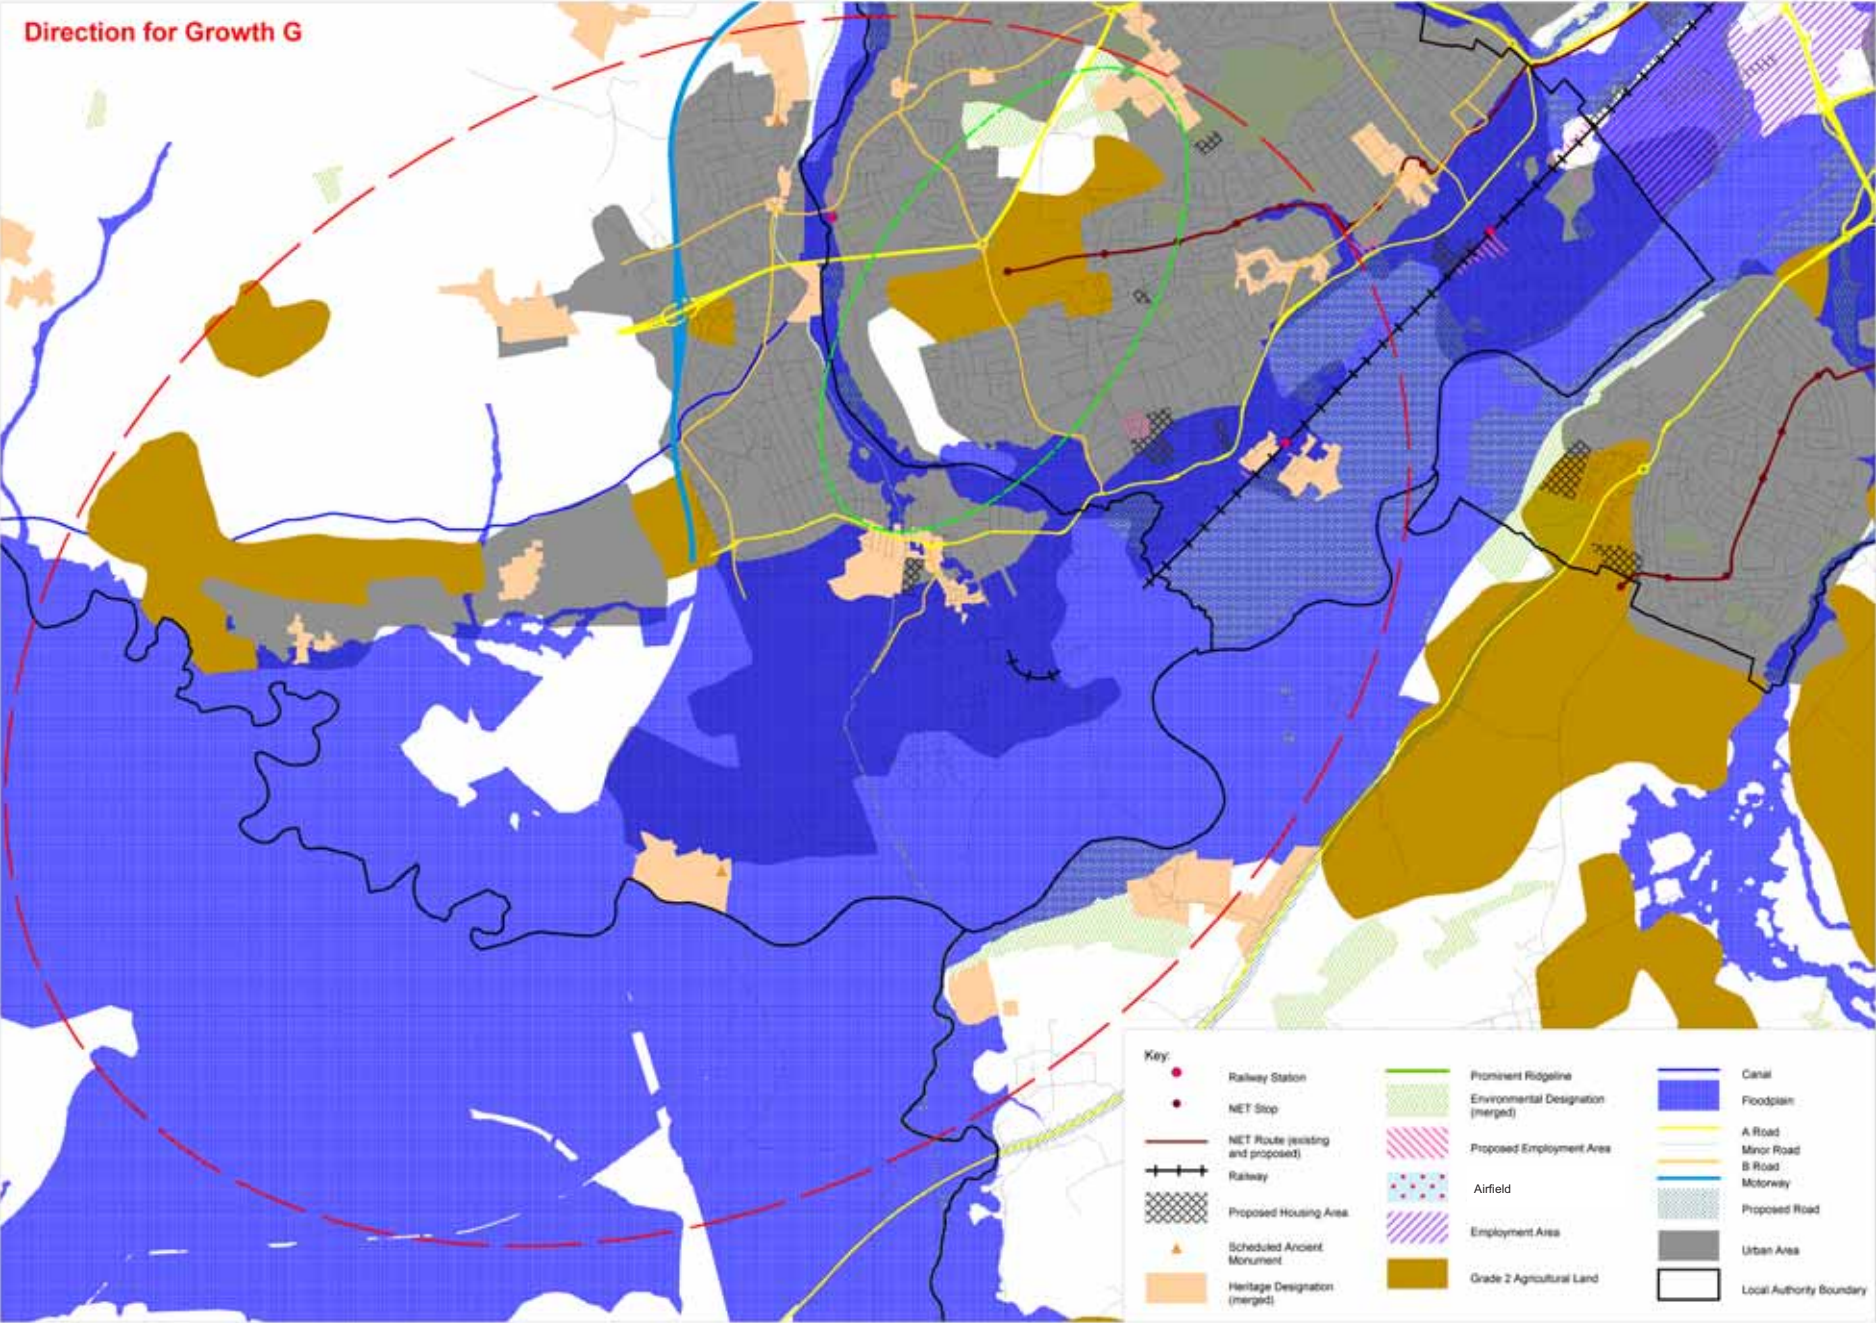 Direction for Growth G
Key:
Railway Station
NET Stop
NET Route (existing
and proposed)
Railway
Proposed Housing Area
Scheduled Ancient
Monument
Heritage Designation
(merged)
Prominent Ridgeline
Environmental Designation
(merged)
Proposed Employment Area
Airfield
Employment Area
Grade 2 Agricultural Land
Canal
Floodplain
A Road
Minor Road
B Road
Motorway
Proposed Road
Urban Area
Local Authority Boundary